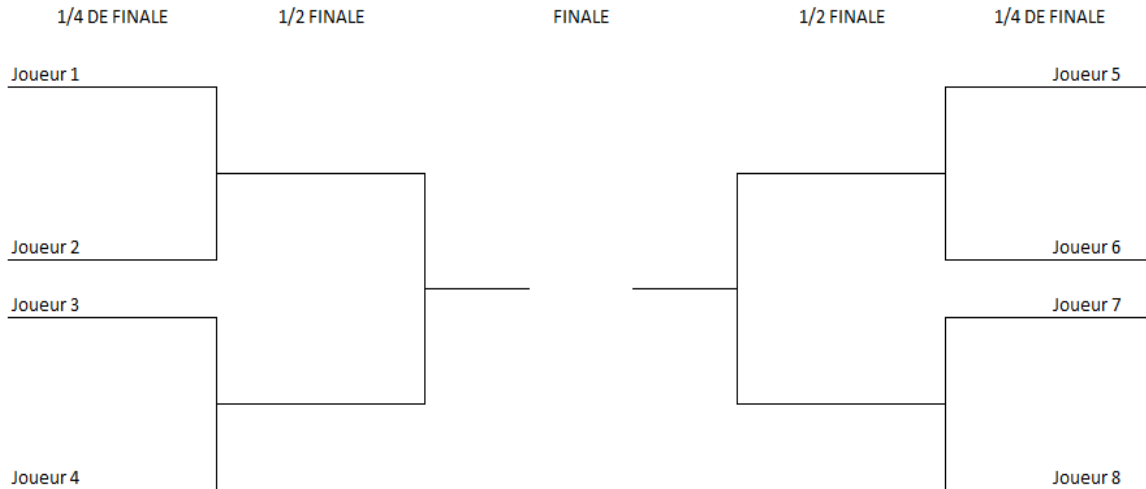 1/4 DE FINALE 1/2 FINALE FINALE 1/2 FINALE 1/4 DE FINALE
Joueur 1 Joueur 5
Joueur 2 Joueur 6
Joueur 3 Joueur 7
Joueur 4 Joueur 8